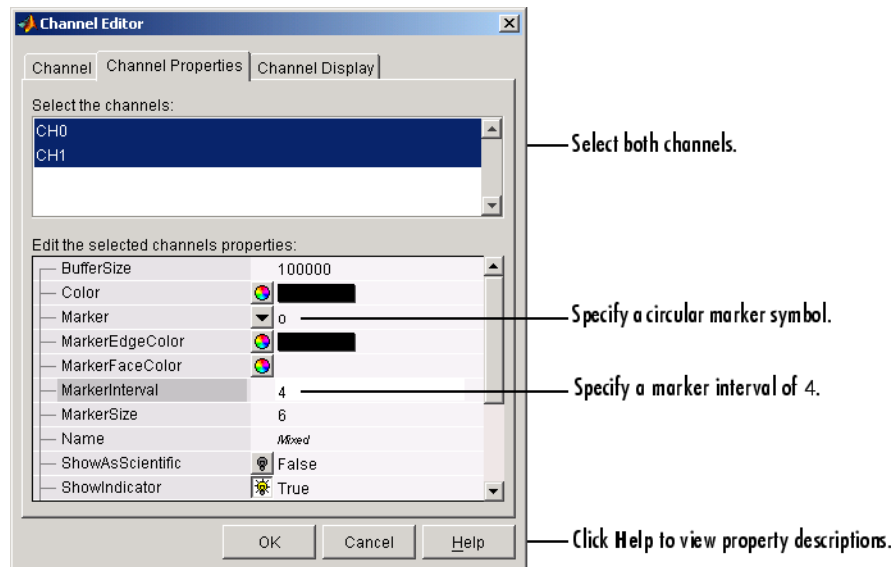 Channel Editor
Channel Channel Properties Channel Display
Select the channels:
CH0
CH1
Select both channels.
Edit the selected channels properties:
BufferSize 100000
Color
Marker o
Specify a circular marker symbol.
MarkerEdgeColor
MarkerFaceColor
MarkerInterval 4
Specify a marker interval of 4.
MarkerSize 6
Name Mixed
ShowAsScientific False
ShowIndicator True
OK Cancel Help
Click Help to view property descriptions.